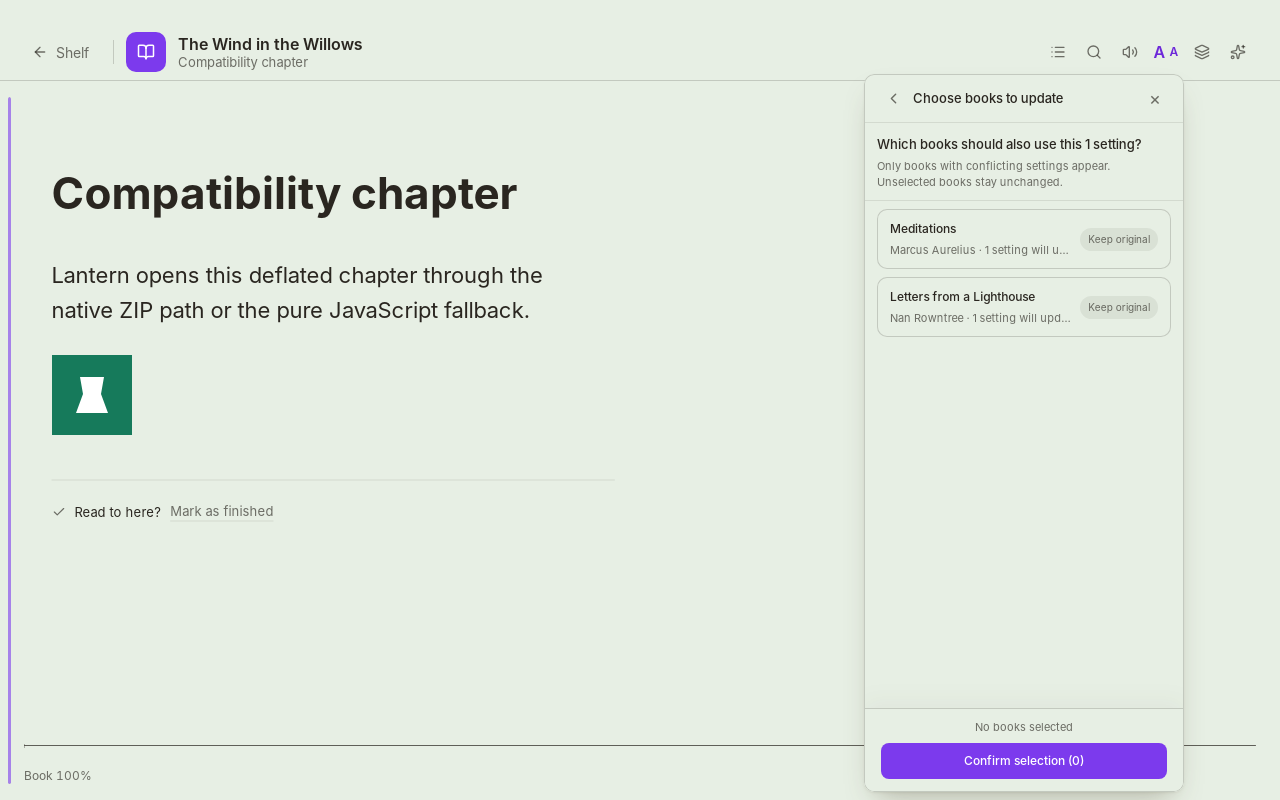 Shelf
The Wind in the Willows
Compatibility chapter
A A
Compatibility chapter
Lantern opens this deflated chapter through the
native ZIP path or the pure JavaScript fallback.
Read to here? Mark as finished
Book 100%
Choose books to update
Which books should also use this 1 setting?
Only books with conflicting settings appear.
Unselected books stay unchanged.
Meditations
Marcus Aurelius · 1 setting will u…
Keep original
Letters from a Lighthouse
Nan Rowntree · 1 setting will upd…
Keep original
No books selected
Confirm selection (0)